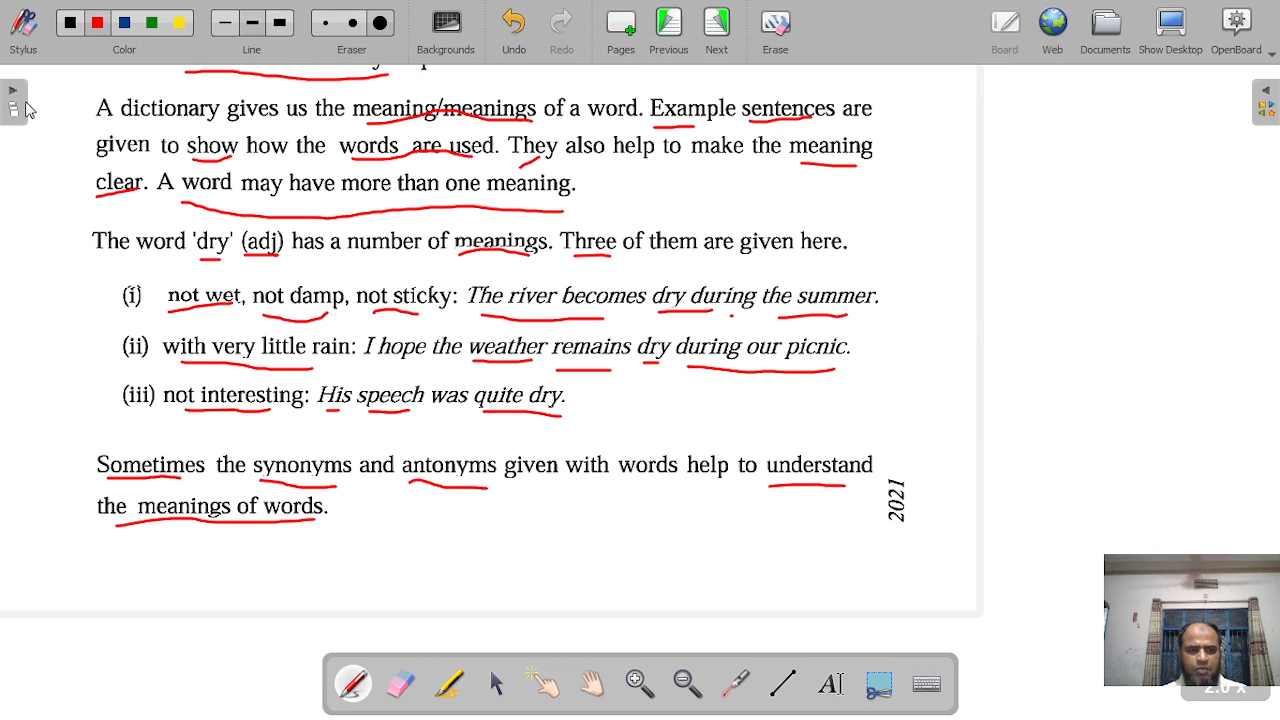 Stylus Color Line Eraser Backgrounds Undo Redo Pages Previous Next Erase Board Web Documents Show Desktop OpenBoard
A dictionary gives us the meaning/meanings of a word. Example sentences are
given to show how the words are used. They also help to make the meaning
clear. A word may have more than one meaning.
The word 'dry' (adj) has a number of meanings. Three of them are given here.
(i) not wet, not damp, not sticky: The river becomes dry during the summer.
(ii) with very little rain: I hope the weather remains dry during our picnic.
(iii) not interesting: His speech was quite dry.
Sometimes the synonyms and antonyms given with words help to understand
the meanings of words.
2021
2.0 x